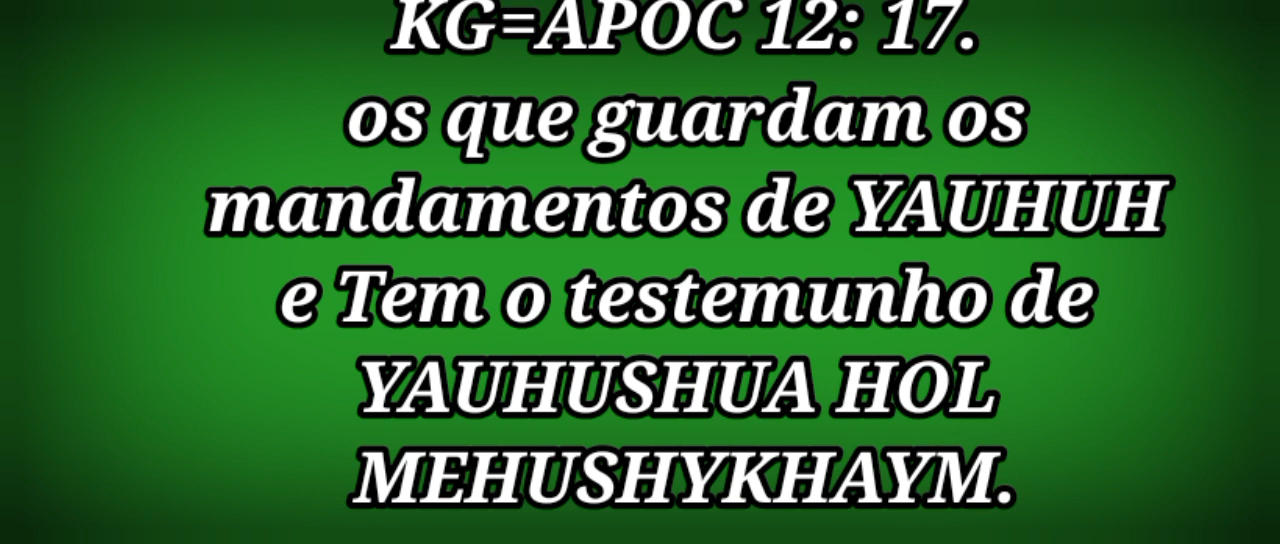 KG=APOC 12: 17.
os que guardam os
mandamentos de YAUHUH
e Tem o testemunho de
YAUHUSHUA HOL
MEHUSHYKHAYM.